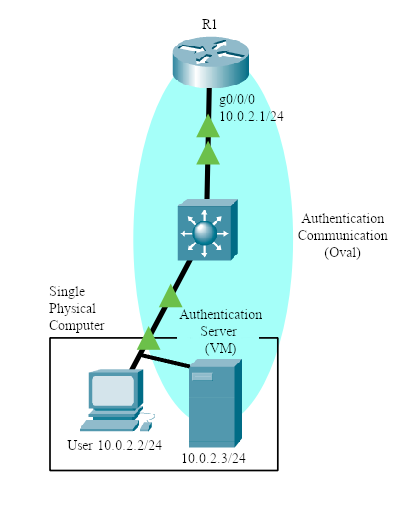 R1
g0/0/0
10.0.2.1/24
Authentication
Communication
(Oval)
Single
Physical
Computer
Authentication
Server
(VM)
User 10.0.2.2/24
10.0.2.3/24